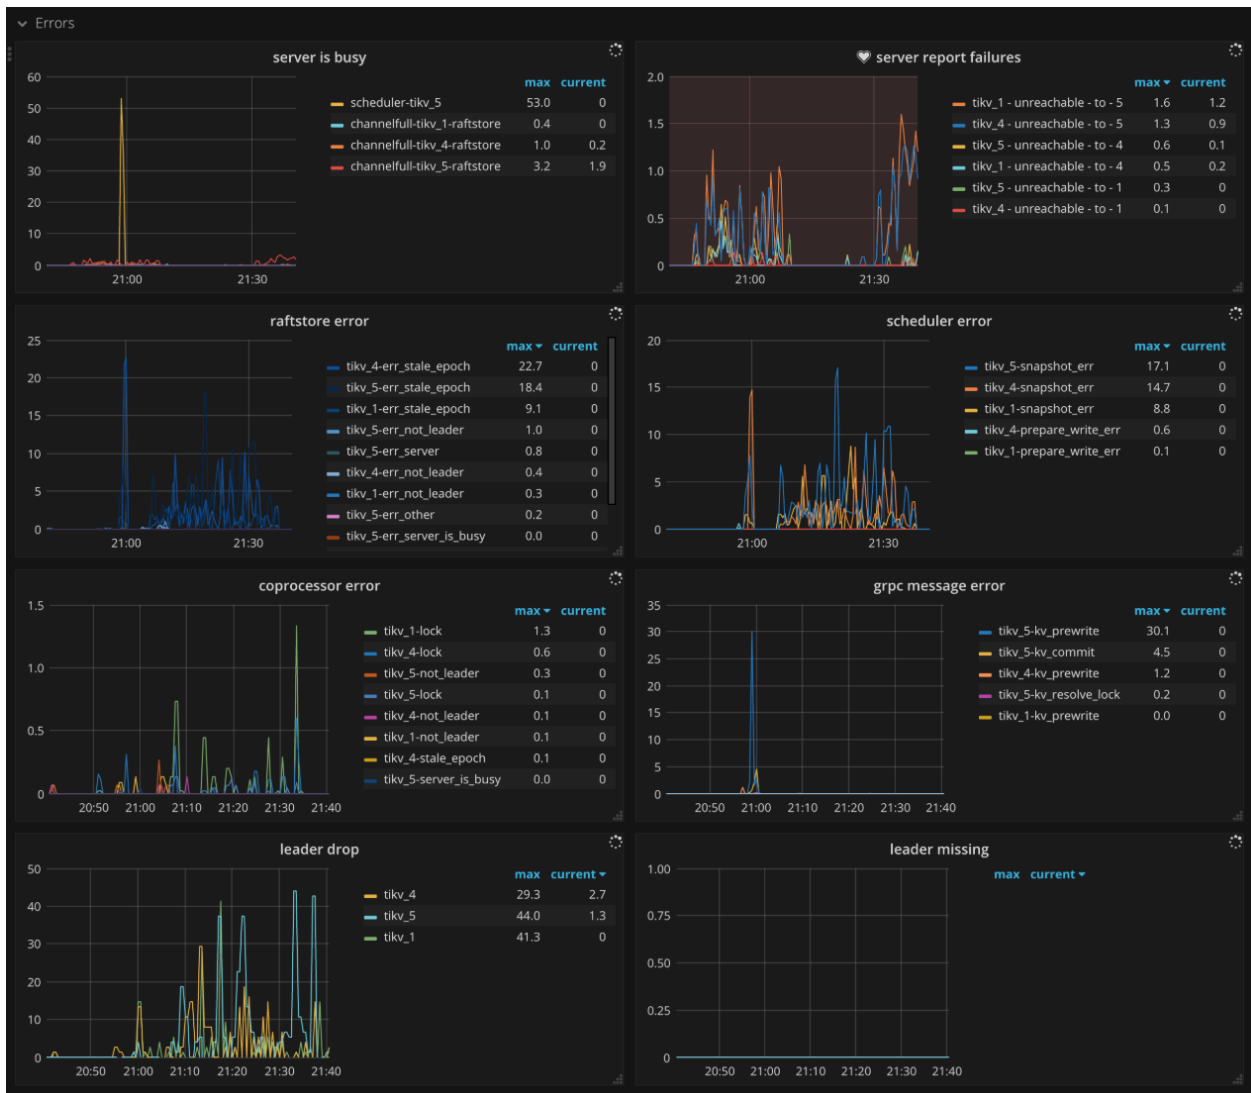 Errors
server is busy
60
50
40
30
20
10
0
21:00
21:30
max current
scheduler-tikv_5 53.0 0
channelfull-tikv_1-raftstore 0.4 0
channelfull-tikv_4-raftstore 1.0 0.2
channelfull-tikv_5-raftstore 3.2 1.9
server report failures
2.0
1.5
1.0
0.5
0
21:00
21:30
max current
tikv_1 - unreachable - to - 5 1.6 1.2
tikv_4 - unreachable - to - 5 1.3 0.9
tikv_5 - unreachable - to - 4 0.6 0.1
tikv_1 - unreachable - to - 4 0.5 0.2
tikv_5 - unreachable - to - 1 0.3 0
tikv_4 - unreachable - to - 1 0.1 0
raftstore error
25
20
15
10
5
0
21:00
21:30
max current
tikv_4-err_stale_epoch 22.7 0
tikv_5-err_stale_epoch 18.4 0
tikv_1-err_stale_epoch 9.1 0
tikv_5-err_not_leader 1.0 0
tikv_5-err_server 0.8 0
tikv_4-err_not_leader 0.4 0
tikv_1-err_not_leader 0.3 0
tikv_5-err_other 0.2 0
tikv_5-err_server_is_busy 0.0 0
scheduler error
20
15
10
5
0
21:00
21:30
max current
tikv_5-snapshot_err 17.1 0
tikv_4-snapshot_err 14.7 0
tikv_1-snapshot_err 8.8 0
tikv_4-prepare_write_err 0.6 0
tikv_1-prepare_write_err 0.1 0
coprocessor error
1.5
1.0
0.5
0
20:50 21:00 21:10 21:20 21:30 21:40
max current
tikv_1-lock 1.3 0
tikv_4-lock 0.6 0
tikv_5-not_leader 0.3 0
tikv_5-lock 0.1 0
tikv_4-not_leader 0.1 0
tikv_1-not_leader 0.1 0
tikv_4-stale_epoch 0.1 0
tikv_5-server_is_busy 0.0 0
grpc message error
35
30
25
20
15
10
5
0
20:50 21:00 21:10 21:20 21:30 21:40
max current
tikv_5-kv_prewrite 30.1 0
tikv_5-kv_commit 4.5 0
tikv_4-kv_prewrite 1.2 0
tikv_5-kv_resolve_lock 0.2 0
tikv_1-kv_prewrite 0.0 0
leader drop
50
40
30
20
10
0
20:50 21:00 21:10 21:20 21:30 21:40
max current
tikv_4 29.3 2.7
tikv_5 44.0 1.3
tikv_1 41.3 0
leader missing
1.00
0.75
0.50
0.25
0
20:50 21:00 21:10 21:20 21:30 21:40
max current